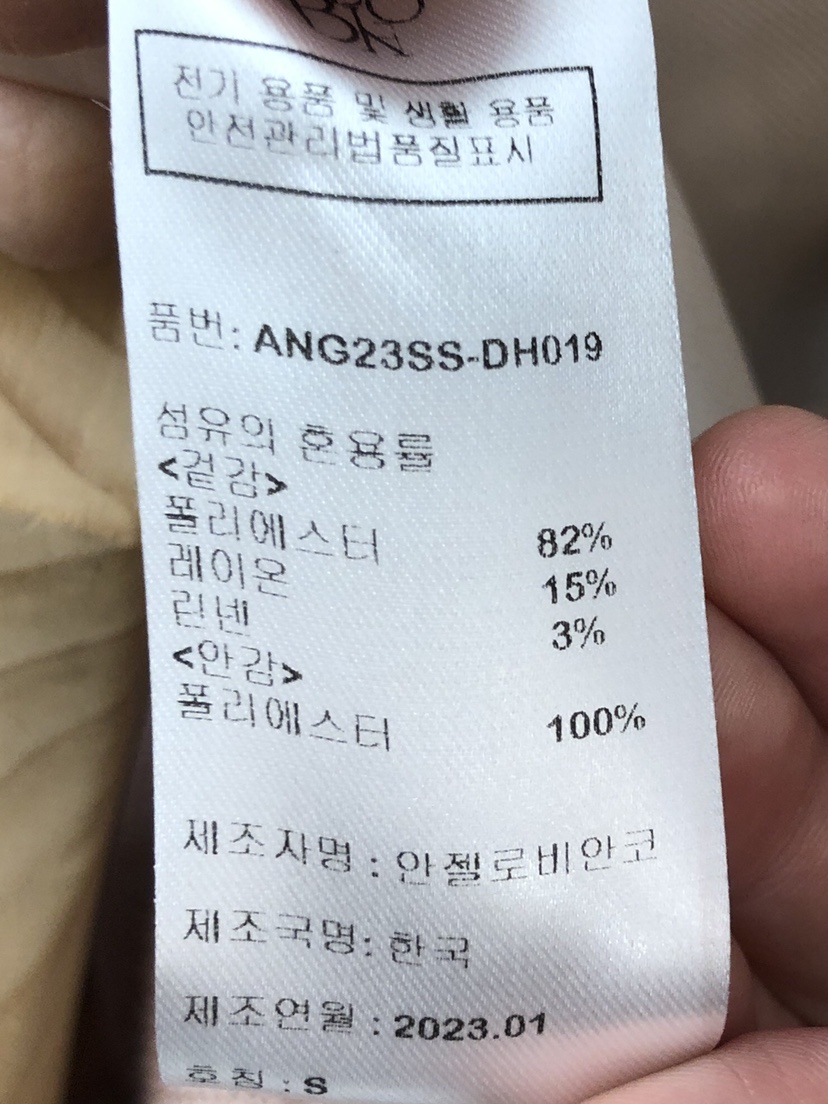 전기 용품 및 생활 용품
안전관리법품질표시
품번: ANG23SS-DH019
섬유의 혼용률
<겉감>
폴리에스터 82%
레이온 15%
린넨 3%
<안감>
폴리에스터 100%
제조자명 : 안젤로비안코
제조국명: 한국
제조연월 : 2023.01
호칭 : S